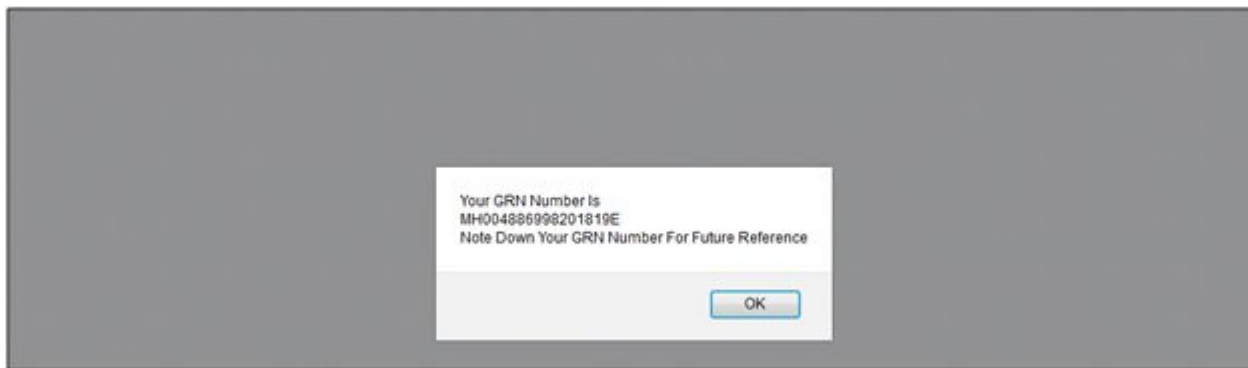 Your GRN Number Is
MH004886998201819E
Note Down Your GRN Number For Future Reference
OK